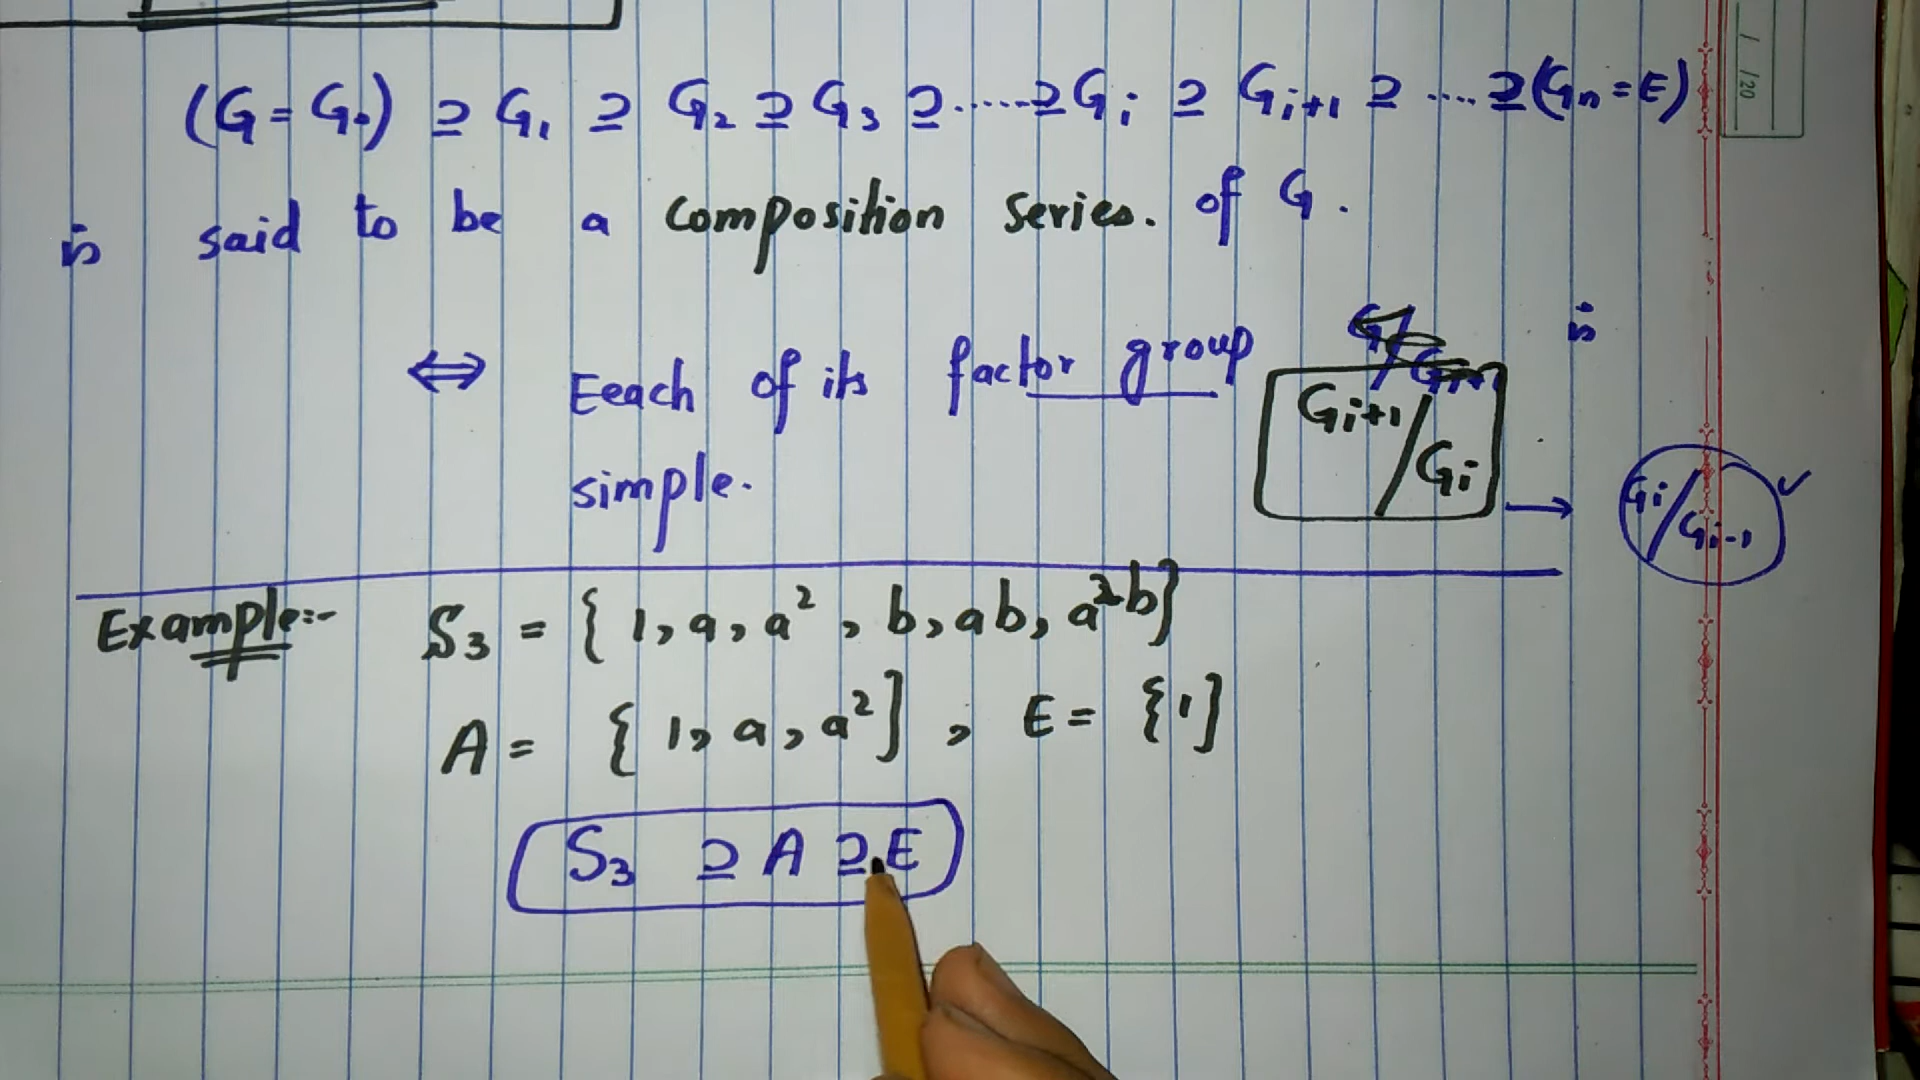 (G = G₀) ⊇ G₁ ⊇ G₂ ⊇ G₃ ⊇ ..... ⊇ Gᵢ ⊇ Gᵢ₊₁ ⊇ .... ⊇ (Gₙ = E)
is said to be a composition series. of G.
⇔ Eeach of its factor group Gᵢ₊₁/Gᵢ is
simple. → Gᵢ/Gᵢ₋₁ ✓
Example:- S₃ = { 1, a, a², b, ab, a²b}
A = { 1, a, a²} , E = {1}
S₃ ⊇ A ⊇ E
/ /20